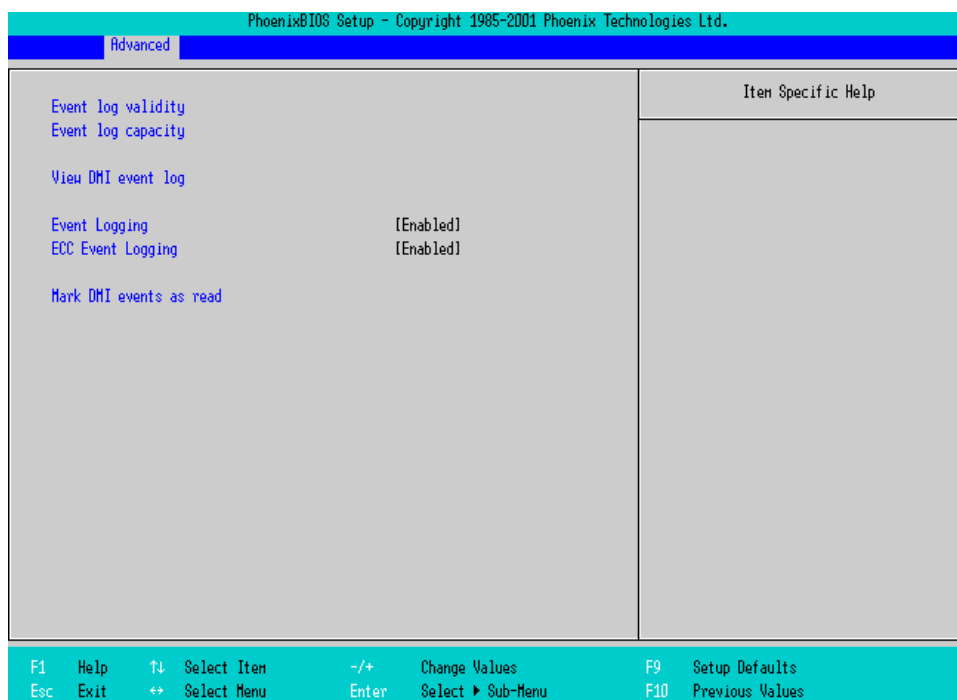 PhoenixBIOS Setup - Copyright 1985-2001 Phoenix Technologies Ltd.
Advanced
Item Specific Help
Event log validity
Event log capacity
View DMI event log
Event Logging [Enabled]
ECC Event Logging [Enabled]
Mark DMI events as read
F1 Help ↑↓ Select Item -/+ Change Values F9 Setup Defaults
Esc Exit ↔ Select Menu Enter Select ▶ Sub-Menu F10 Previous Values